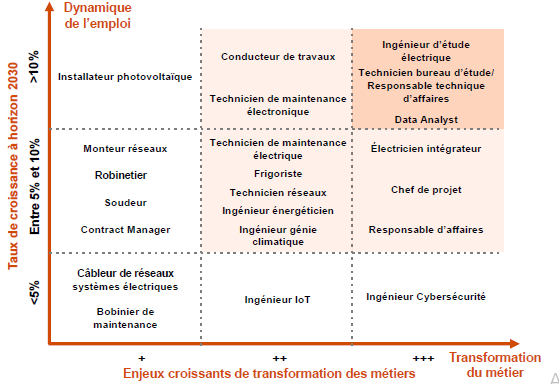 Dynamique
de l'emploi
Taux de croissance à horizon 2030
>10%
Entre 5% et 10%
<5%
Installateur photovoltaïque
Conducteur de travaux
Technicien de maintenance
électronique
Ingénieur d'étude
électrique
Technicien bureau d'étude/
Responsable technique
d'affaires
Data Analyst
Monteur réseaux
Robinetier
Soudeur
Contract Manager
Technicien de maintenance
électrique
Frigoriste
Technicien réseaux
Ingénieur énergéticien
Ingénieur génie
climatique
Électricien intégrateur
Chef de projet
Responsable d'affaires
Câbleur de réseaux
systèmes électriques
Bobinier de
maintenance
Ingénieur IoT
Ingénieur Cybersécurité
+
++
+++
Transformation
du métier
Enjeux croissants de transformation des métiers